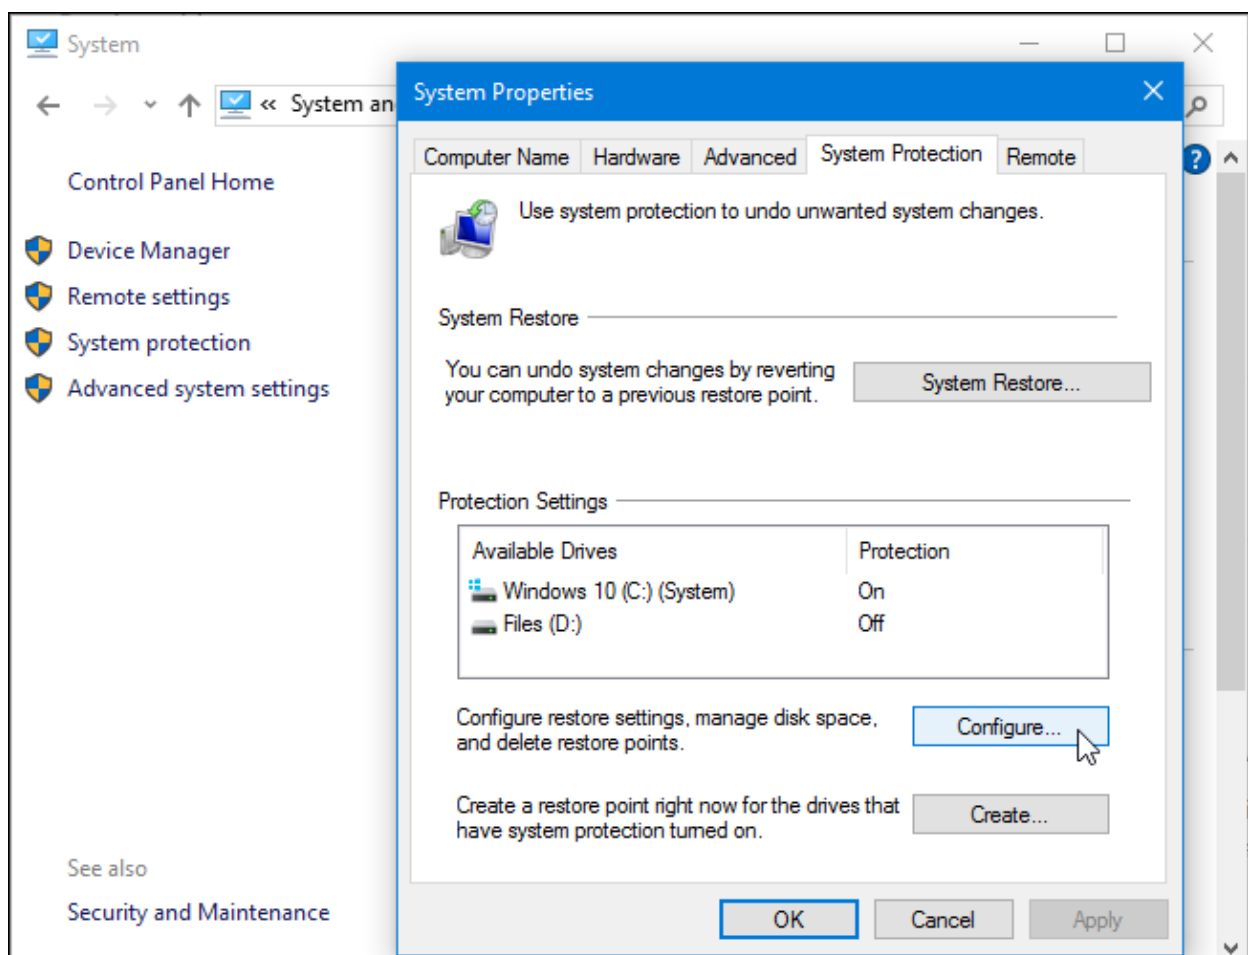 System
« System an
Control Panel Home
Device Manager
Remote settings
System protection
Advanced system settings
See also
Security and Maintenance
System Properties
Computer Name
Hardware
Advanced
System Protection
Remote
Use system protection to undo unwanted system changes.
System Restore
You can undo system changes by reverting
your computer to a previous restore point.
System Restore...
Protection Settings
Available Drives Protection
Windows 10 (C:) (System) On
Files (D:) Off
Configure restore settings, manage disk space,
and delete restore points.
Configure...
Create a restore point right now for the drives that
have system protection turned on.
Create...
OK
Cancel
Apply